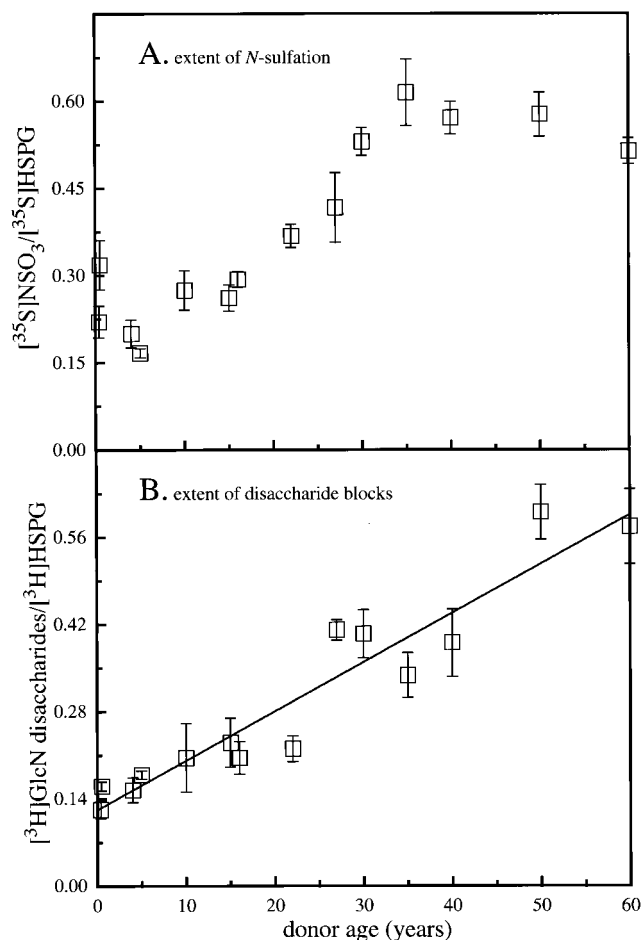 A. extent of N-sulfation
[³⁵S]NSO₃/[³⁵S]HSPG
0.60
0.45
0.30
0.15
0.00
B. extent of disaccharide blocks
[³H]GlcN disaccharides/[³H]HSPG
0.56
0.42
0.28
0.14
0.00
0 10 20 30 40 50 60
donor age (years)